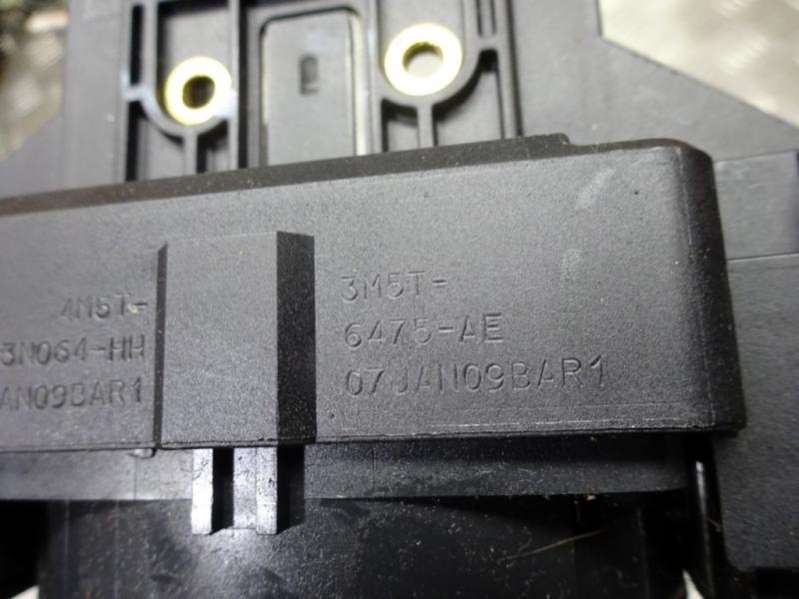 4M5T-
3N064-HH
AN09BAR1
3M5T-
6475-AE
07JAN09BAR1